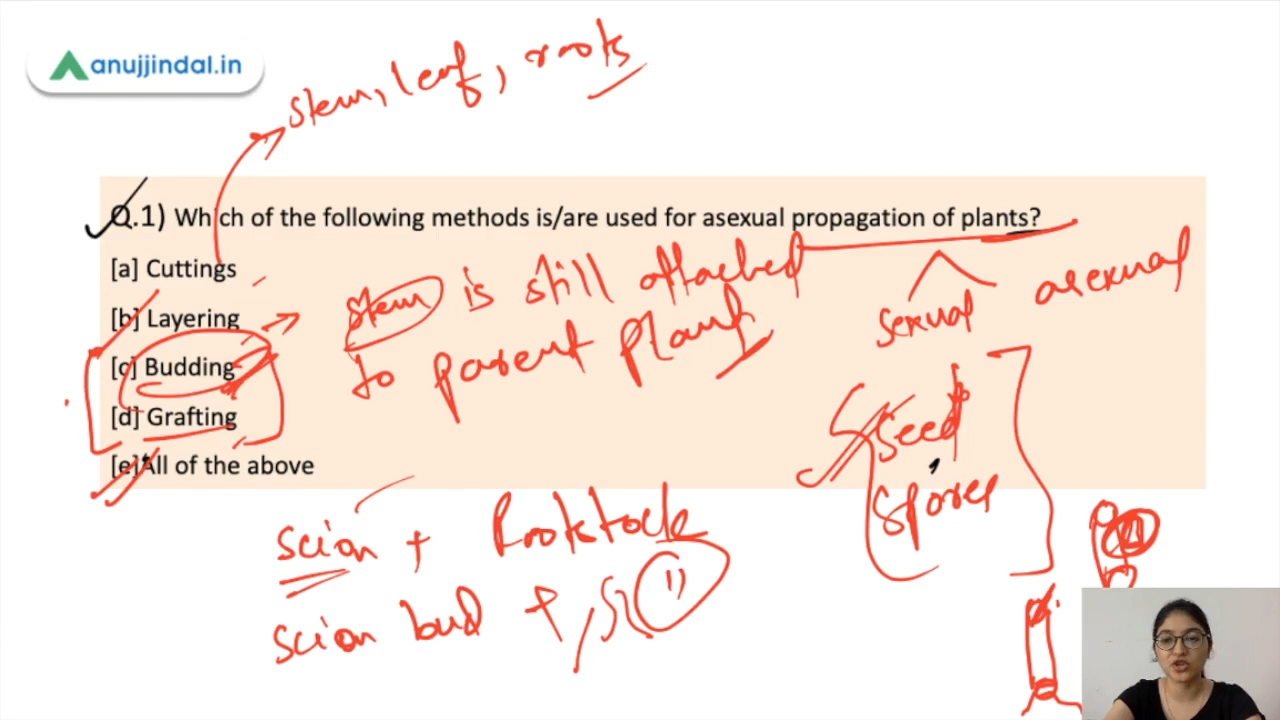 anujjindal.in
stem, leaf, roots
Q.1) Which of the following methods is/are used for asexual propagation of plants?
[a] Cuttings
[b] Layering
[c] Budding
[d] Grafting
[e] All of the above
stem is still attached
to parent plant
sexual asexual
Seed
Spores
scion + Rootstock
scion bud +